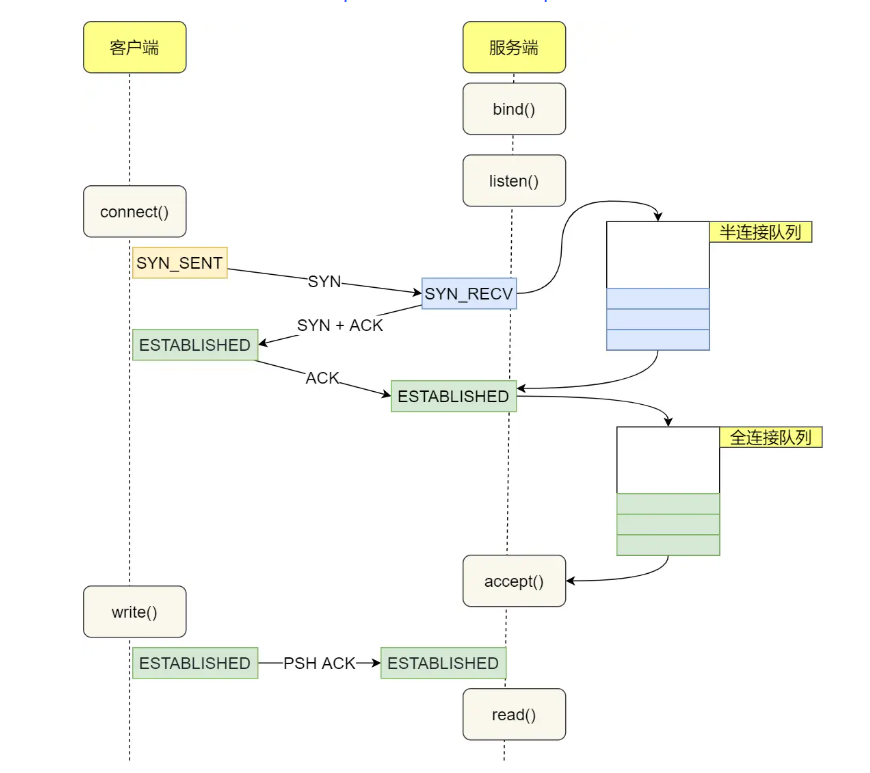 客户端
服务端
bind()
listen()
connect()
半连接队列
SYN_SENT
SYN
SYN_RECV
SYN + ACK
ESTABLISHED
ACK
ESTABLISHED
全连接队列
accept()
write()
ESTABLISHED
PSH ACK
ESTABLISHED
read()